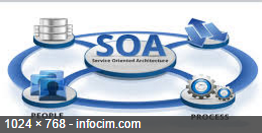 SOA
Service Oriented Architecture
PEOPLE
PROCESS
1024 × 768 - infocim.com